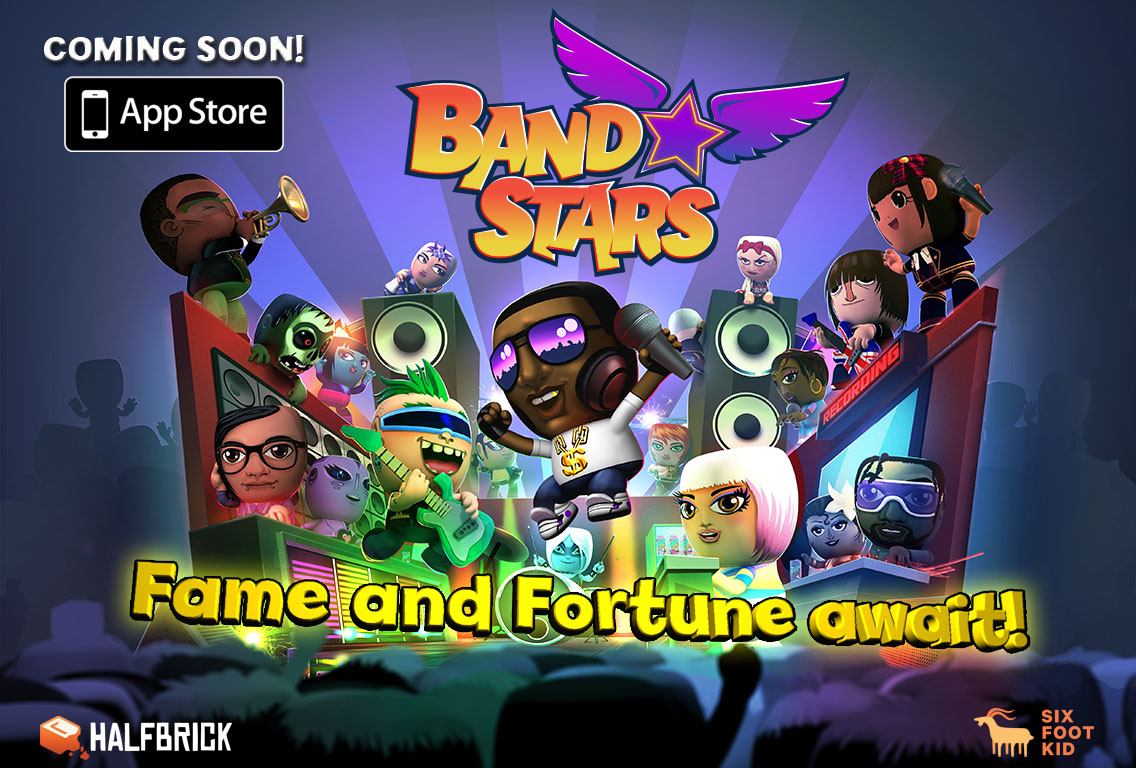 COMING SOON!
App Store
BAND
STARS
RECORDING
$
Fame and Fortune await!
HALFBRICK
SIX
FOOT
KID